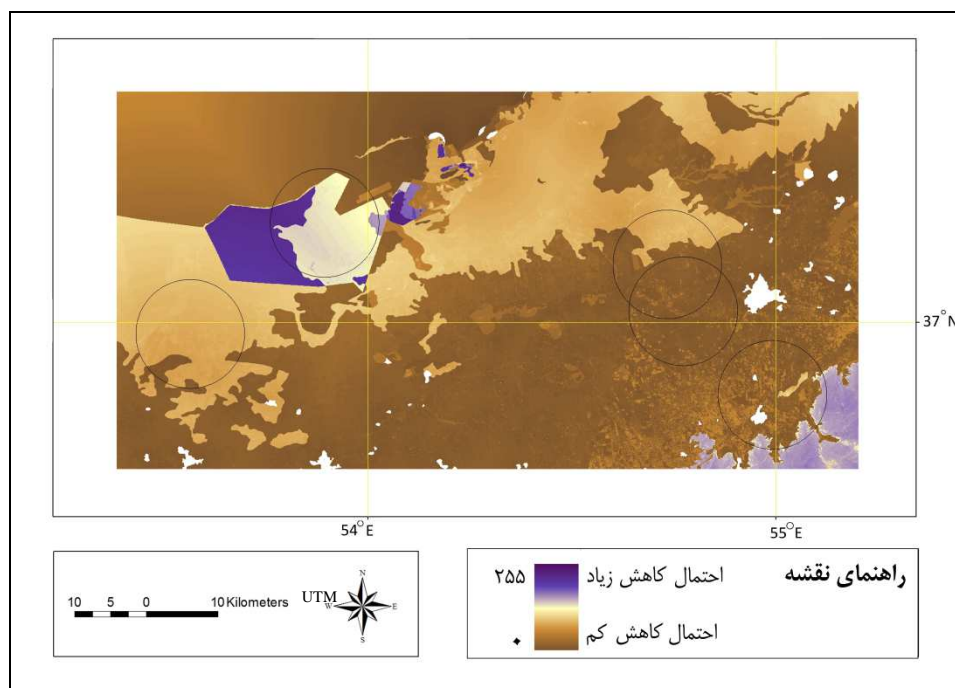 37°N
54°E
55°E
10 5 0 10 Kilometers
UTM
N
W E
S
راهنمای نقشه
احتمال کاهش زیاد ۲۵۵
احتمال کاهش کم ۰